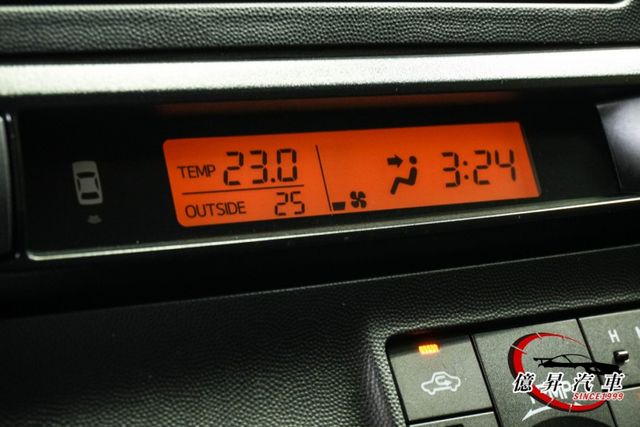 TEMP 23.0
3:24
OUTSIDE 25
H M
億昇汽車
SINCE1999